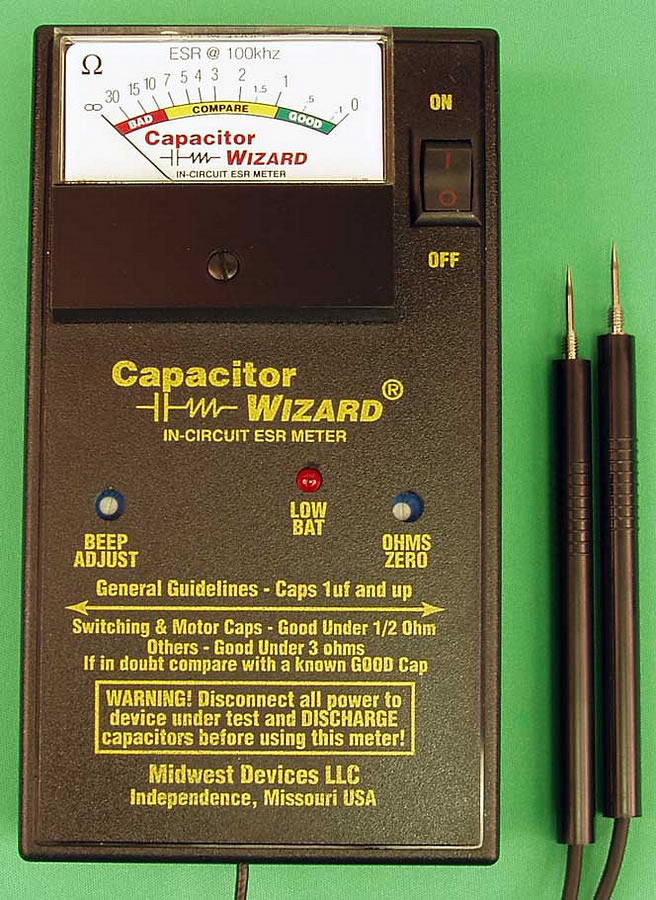 ESR @ 100khz
Ω
∞ 30 15 10 7 5 4 3 2 1.5 1 .5 .1 0
BAD COMPARE GOOD
Capacitor
WIZARD
IN-CIRCUIT ESR METER
ON
I
O
OFF
Capacitor
WIZARD®
IN-CIRCUIT ESR METER
BEEP
ADJUST
LOW
BAT
OHMS
ZERO
General Guidelines - Caps 1uf and up
Switching & Motor Caps - Good Under 1/2 Ohm
Others - Good Under 3 ohms
If in doubt compare with a known GOOD Cap
WARNING! Disconnect all power to
device under test and DISCHARGE
capacitors before using this meter!
Midwest Devices LLC
Independence, Missouri USA